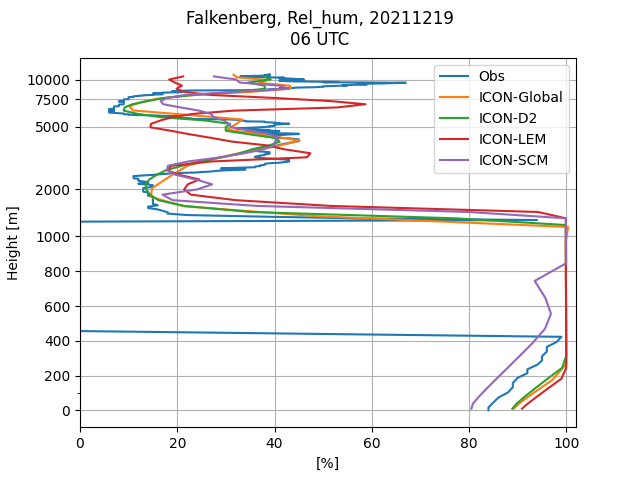 Falkenberg, Rel_hum, 20211219
06 UTC
Height [m]
10000
7500
5000
2000
1000
800
600
400
200
0
0
20
40
60
80
100
[%]
Obs
ICON-Global
ICON-D2
ICON-LEM
ICON-SCM